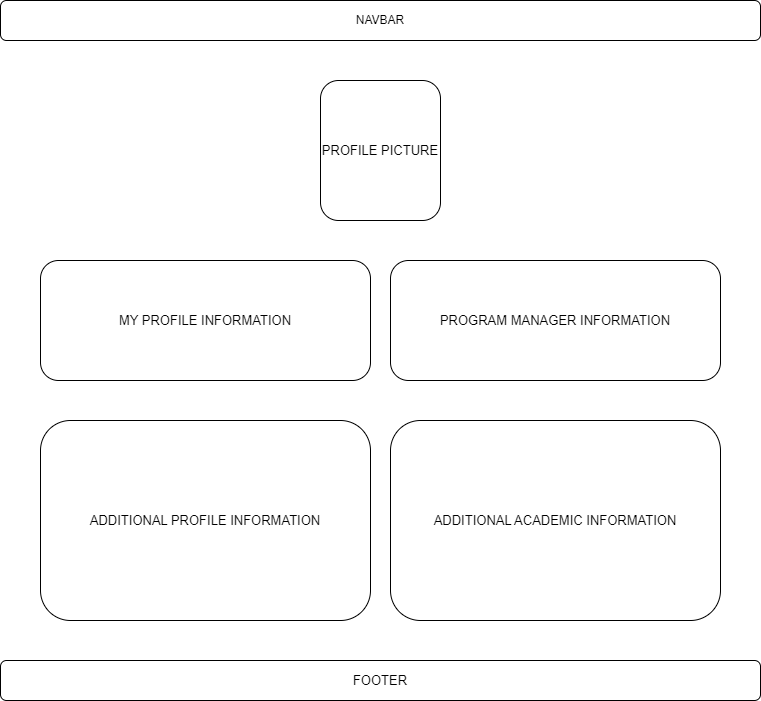 NAVBAR
PROFILE PICTURE
MY PROFILE INFORMATION
PROGRAM MANAGER INFORMATION
ADDITIONAL PROFILE INFORMATION
ADDITIONAL ACADEMIC INFORMATION
FOOTER